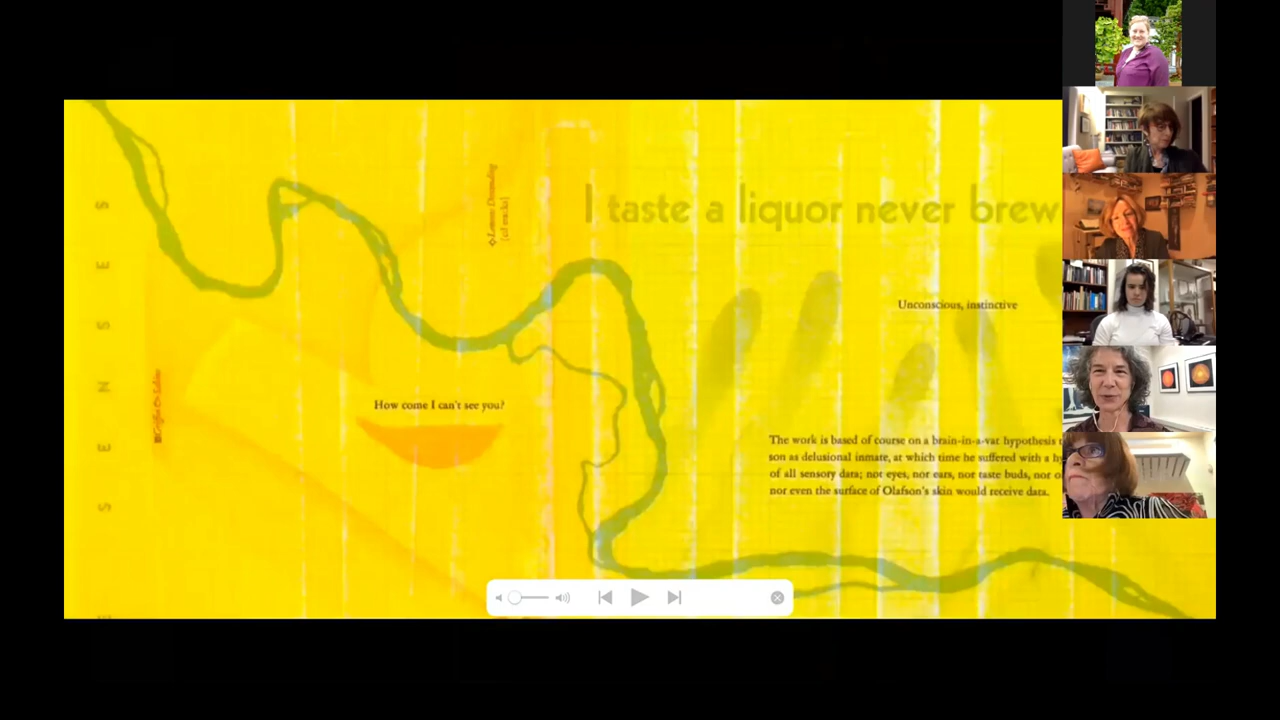 SENSES
I taste a liquor never brew
Unconscious, instinctive
How come I can't see you?
The work is based of course on a brain-in-a-vat hypothesis
son as delusional inmate, at which time he suffered with a hy
of all sensory data; not eyes, nor ears, nor taste buds, nor o
nor even the surface of Olafson's skin would receive data.